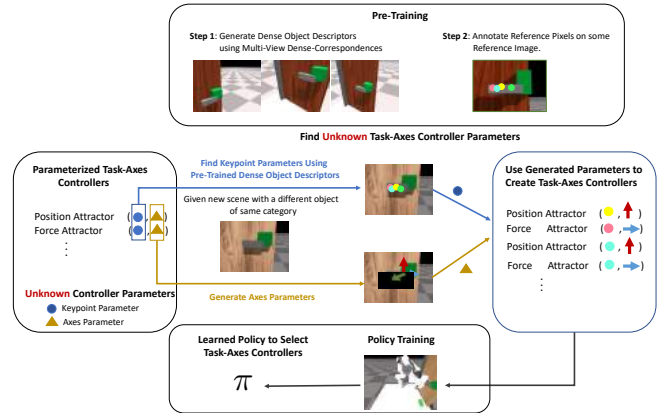 Pre-Training
Step 1: Generate Dense Object Descriptors
using Multi-View Dense-Correspondences
Step 2: Annotate Reference Pixels on some
Reference Image.
Find Unknown Task-Axes Controller Parameters
Parameterized Task-Axes
Controllers
Position Attractor ( , )
Force Attractor ( , )
⋮
Unknown Controller Parameters
Keypoint Parameter
Axes Parameter
Find Keypoint Parameters Using
Pre-Trained Dense Object Descriptors
Given new scene with a different object
of same category
Generate Axes Parameters
Use Generated Parameters to
Create Task-Axes Controllers
Position Attractor ( , )
Force Attractor ( , )
Position Attractor ( , )
Force Attractor ( , )
⋮
Learned Policy to Select
Task-Axes Controllers
π
Policy Training